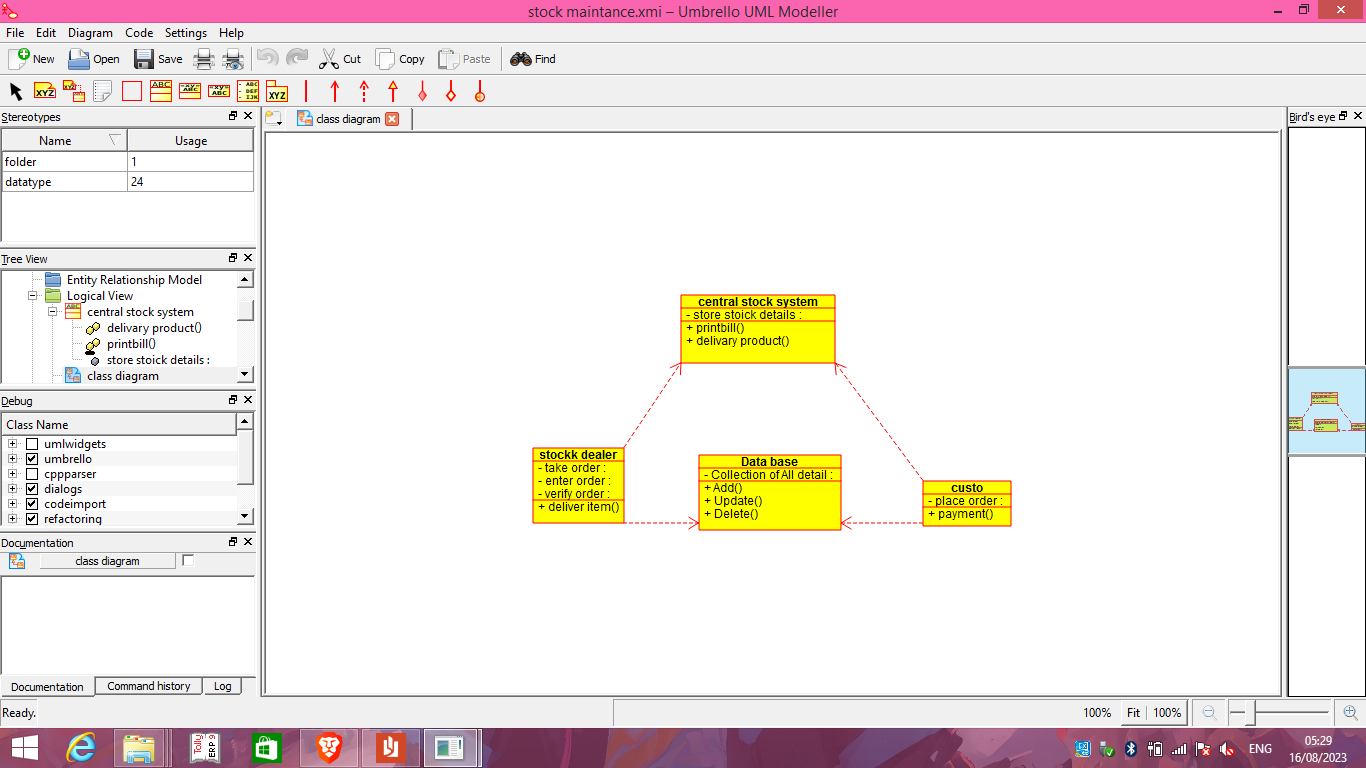 stock maintance.xmi – Umbrello UML Modeller
File Edit Diagram Code Settings Help
New Open Save Cut Copy Paste Find
Stereotypes
Name Usage
folder 1
datatype 24
Tree View
Entity Relationship Model
Logical View
central stock system
delivary product()
printbill()
store stoick details :
class diagram
Debug
Class Name
umlwidgets
umbrello
cppparser
dialogs
codeimport
refactoring
Documentation
class diagram
Documentation Command history Log
class diagram
central stock system
- store stoick details :
+ printbill()
+ delivary product()
stockk dealer
- take order :
- enter order :
- verify order :
+ deliver item()
Data base
- Collection of All detail :
+ Add()
+ Update()
+ Delete()
custo
- place order :
+ payment()
Bird's eye
Ready.
100% Fit 100%
ENG
05:29
16/08/2023